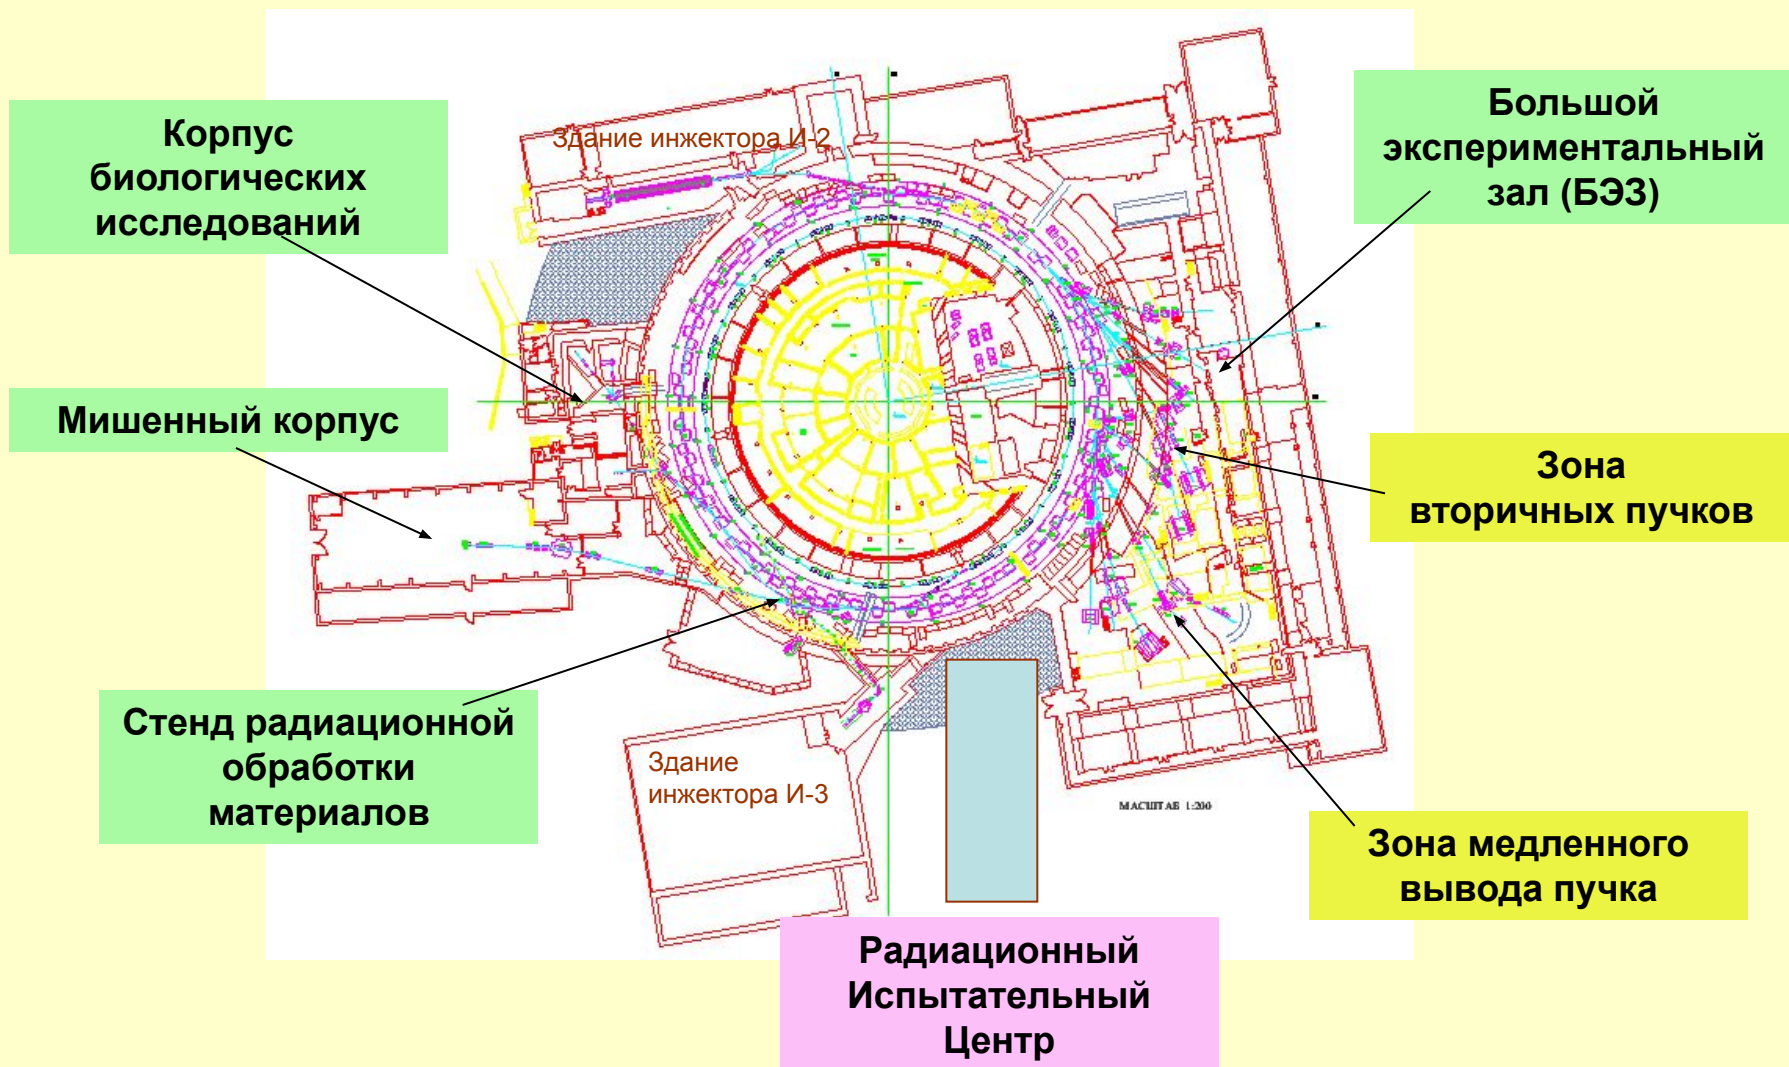 Корпус
биологических
исследований
Здание инжектора И-2
Большой
экспериментальный
зал (БЭЗ)
Мишенный корпус
Зона
вторичных пучков
Стенд радиационной
обработки
материалов
Здание
инжектора И-3
МАСШТАБ 1:200
Зона медленного
вывода пучка
Радиационный
Испытательный
Центр